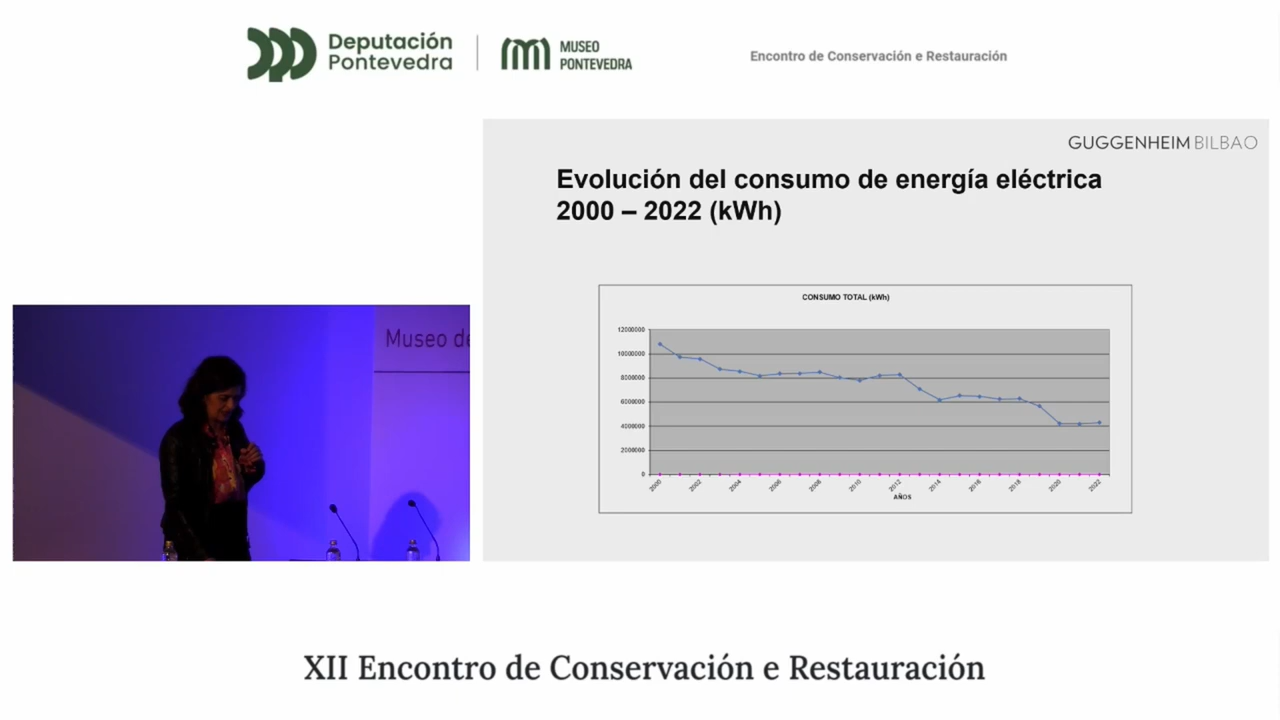 Deputación
Pontevedra
MUSEO
PONTEVEDRA
Encontro de Conservación e Restauración
GUGGENHEIM BILBAO
Evolución del consumo de energía eléctrica
2000 – 2022 (kWh)
CONSUMO TOTAL (kWh)
12000000
10000000
8000000
6000000
4000000
2000000
0
2000
2002
2004
2006
2008
2010
2012
2014
2016
2018
2020
2022
AÑOS
Museo de
XII Encontro de Conservación e Restauración